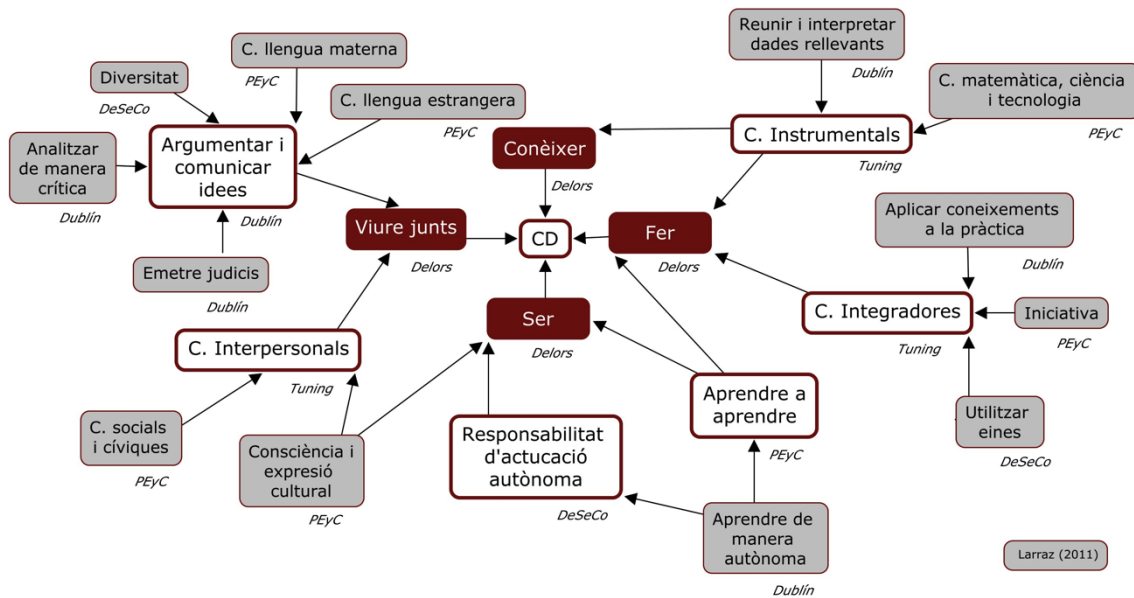 C. llengua materna
PEyC
Diversitat
DeSeCo
C. llengua estrangera
PEyC
Analitzar
de manera
crítica
Dublín
Argumentar i
comunicar
idees
Dublín
Emetre judicis
Dublín
Reunir i interpretar
dades rellevants
Dublín
C. matemàtica, ciència
i tecnologia
PEyC
C. Instrumentals
Tuning
Conèixer
Delors
Viure junts
Delors
CD
Fer
Delors
Aplicar coneixements
a la pràctica
Dublín
Ser
Delors
C. Integradores
Tuning
Iniciativa
PEyC
C. Interpersonals
Tuning
Aprendre a
aprendre
PEyC
Utilitzar
eines
DeSeCo
C. socials
i cíviques
PEyC
Consciència i
expresió
cultural
PEyC
Responsabilitat
d'actucació
autònoma
DeSeCo
Aprendre de
manera
autònoma
Dublín
Larraz (2011)